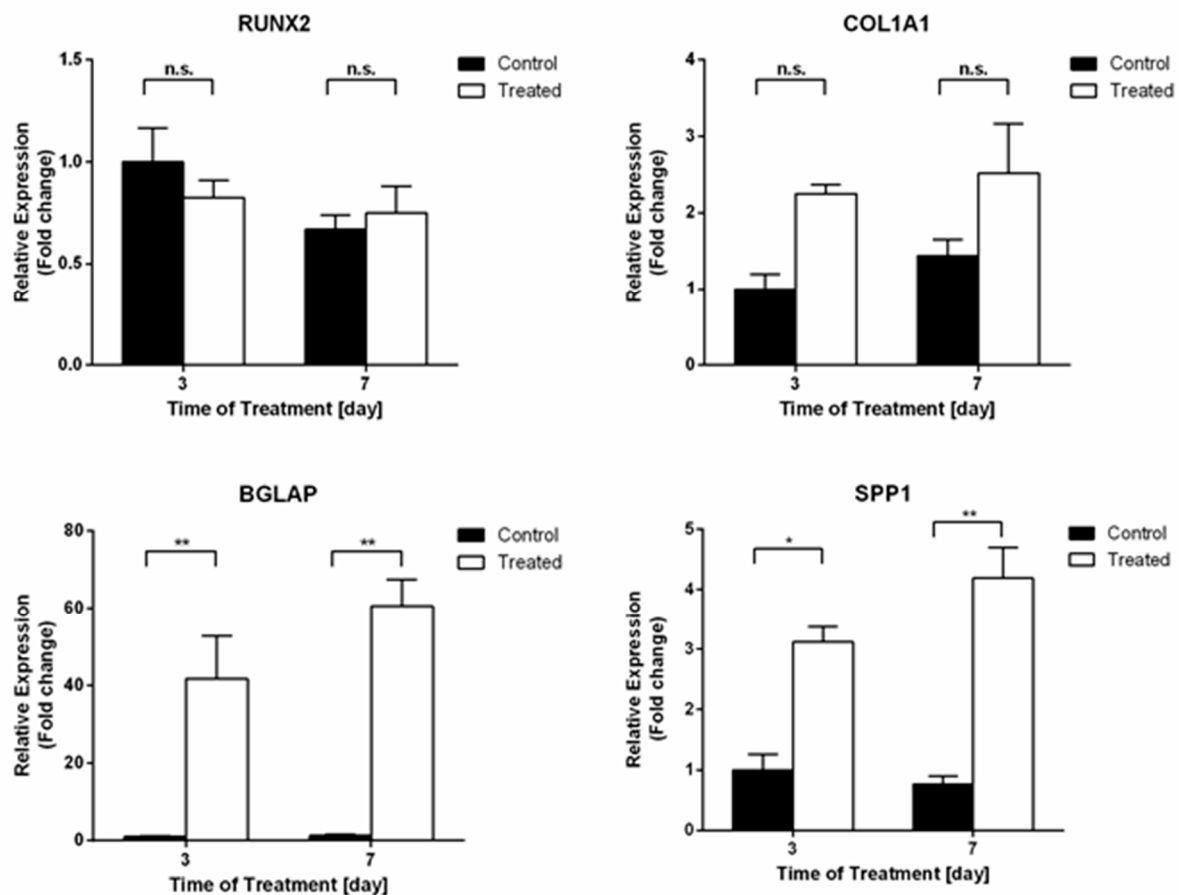 RUNX2
1.5
1.0
0.5
0.0
Relative Expression
(Fold change)
n.s.
n.s.
Control
Treated
3
7
Time of Treatment [day]
COL1A1
4
3
2
1
0
Relative Expression
(Fold change)
n.s.
n.s.
Control
Treated
3
7
Time of Treatment [day]
BGLAP
80
60
40
20
0
Relative Expression
(Fold change)
**
**
Control
Treated
3
7
Time of Treatment [day]
SPP1
5
4
3
2
1
0
Relative Expression
(Fold change)
*
**
Control
Treated
3
7
Time of Treatment [day]